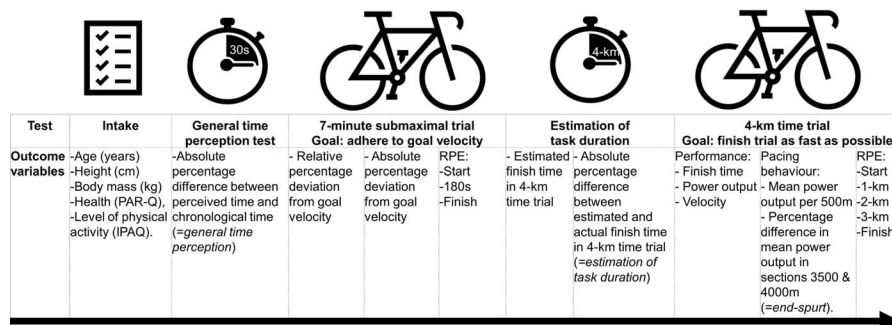 30s
4-km
Test
Intake
General time
perception test
7-minute submaximal trial
Goal: adhere to goal velocity
Estimation of
task duration
4-km time trial
Goal: finish trial as fast as possible
Outcome
variables
-Age (years)
-Height (cm)
-Body mass (kg)
-Health (PAR-Q),
-Level of physical
activity (IPAQ).
-Absolute
percentage
difference between
perceived time and
chronological time
(=general time
perception)
- Relative
percentage
deviation
from goal
velocity
- Absolute
percentage
deviation
from goal
velocity
RPE:
-Start
-180s
-Finish
- Estimated
finish time
in 4-km
time trial
- Absolute
percentage
difference
between
estimated and
actual finish time
in 4-km time trial
(=estimation of
task duration)
Performance:
- Finish time
- Power output
- Velocity
Pacing
behaviour:
- Mean power
output per 500m
- Percentage
difference in
mean power
output in
sections 3500 &
4000m
(=end-spurt).
RPE:
-Start
-1-km
-2-km
-3-km
-Finish